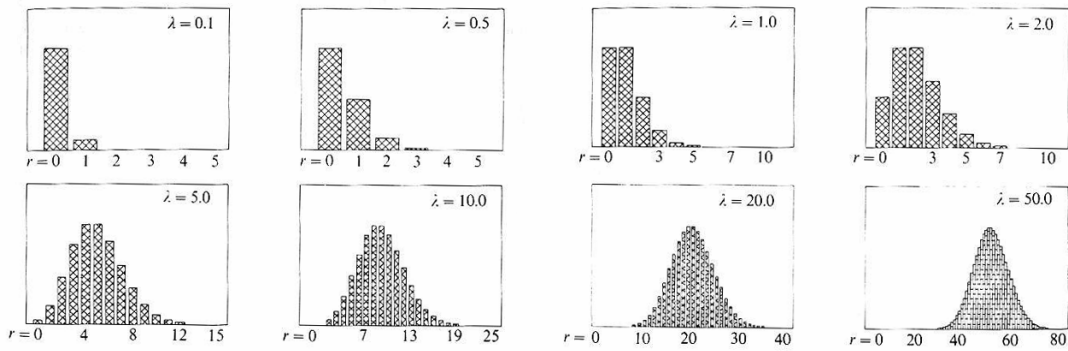 λ = 0.1
r = 0 1 2 3 4 5
λ = 0.5
r = 0 1 2 3 4 5
λ = 1.0
r = 0 3 5 7 10
λ = 2.0
r = 0 3 5 7 10
λ = 5.0
r = 0 4 8 12 15
λ = 10.0
r = 0 7 13 19 25
λ = 20.0
r = 0 10 20 30 40
λ = 50.0
r = 0 20 40 60 80